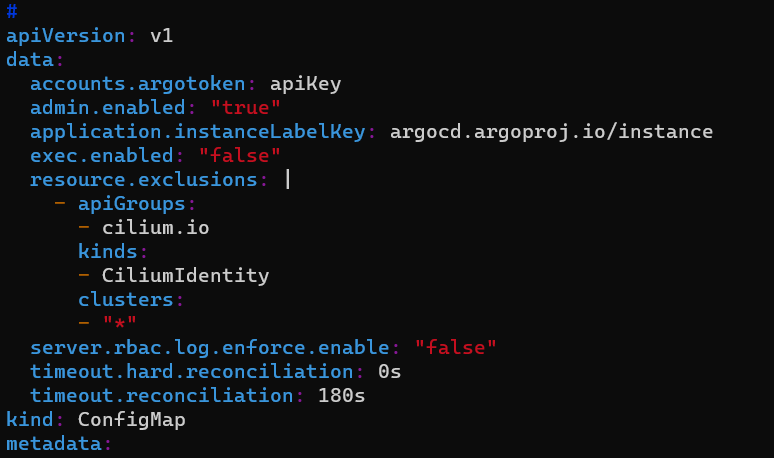 #
apiVersion: v1
data:
  accounts.argotoken: apiKey
  admin.enabled: "true"
  application.instanceLabelKey: argocd.argoproj.io/instance
  exec.enabled: "false"
  resource.exclusions: |
    - apiGroups:
      - cilium.io
      kinds:
      - CiliumIdentity
      clusters:
      - "*"
  server.rbac.log.enforce.enable: "false"
  timeout.hard.reconciliation: 0s
  timeout.reconciliation: 180s
kind: ConfigMap
metadata: